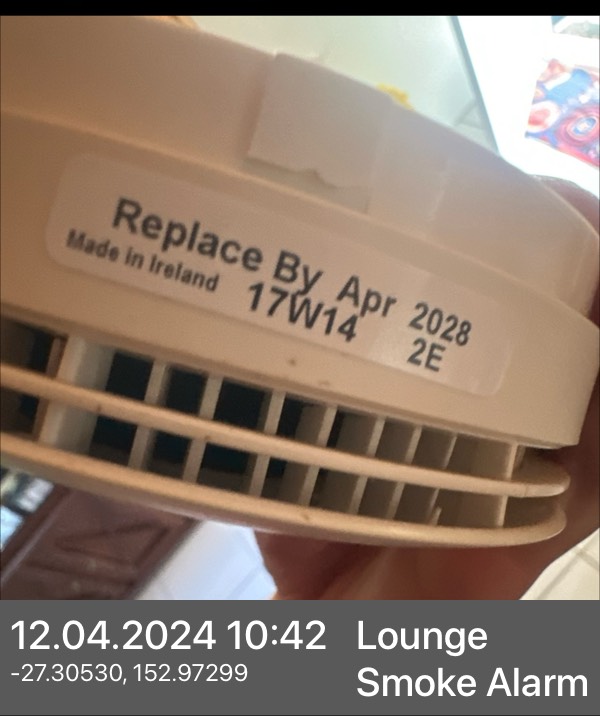 Replace By Apr 2028
Made in Ireland 17W14 2E
12.04.2024 10:42
-27.30530, 152.97299
Lounge
Smoke Alarm